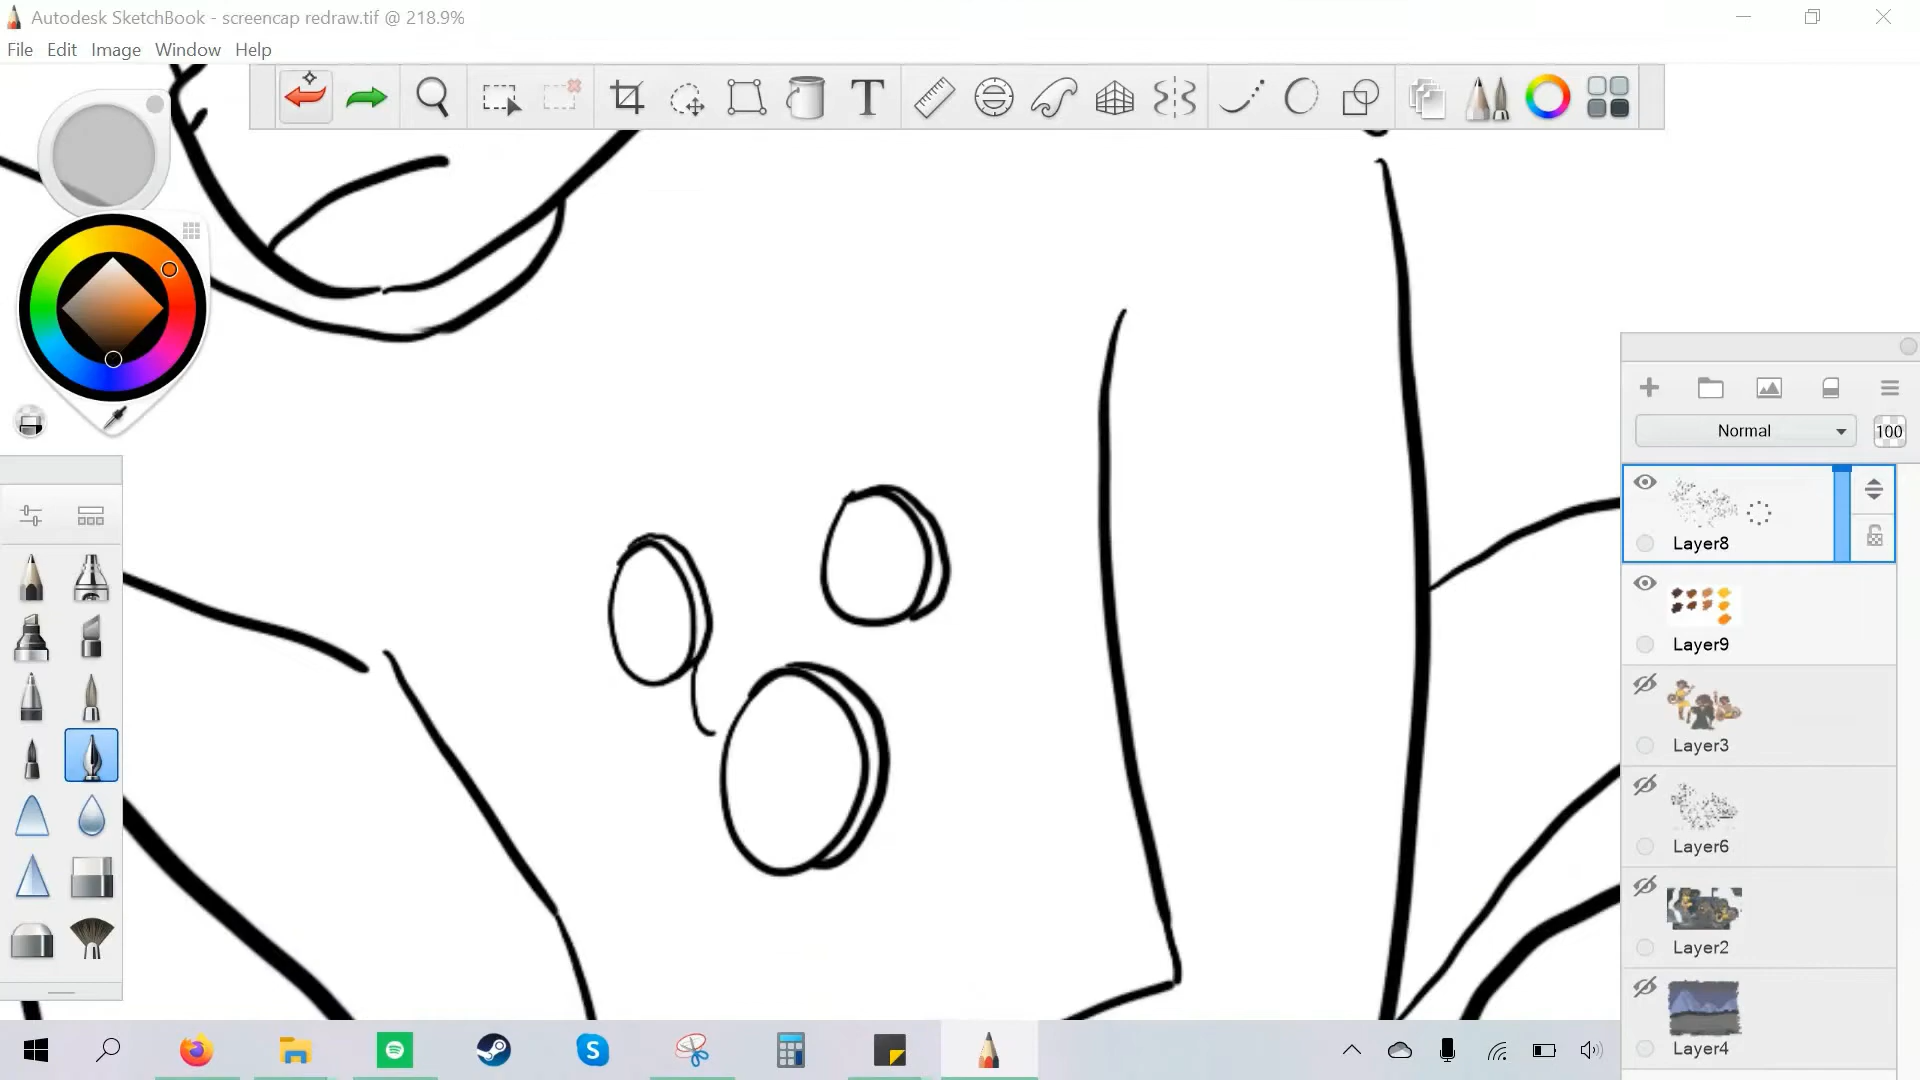 Autodesk SketchBook - screencap redraw.tif @ 218.9%
File Edit Image Window Help
T
Normal
100
Layer8
Layer9
Layer3
Layer6
Layer2
Layer4